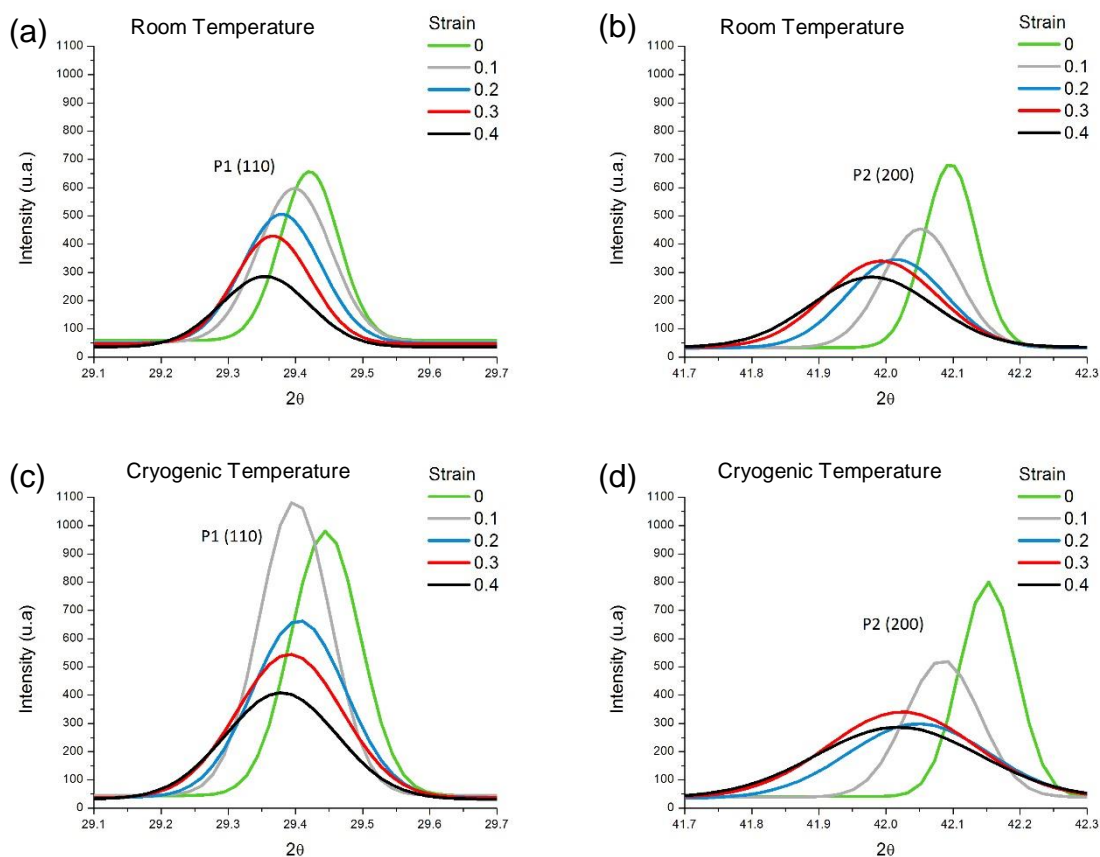 (a)
Room Temperature
Strain
0
0.1
0.2
0.3
0.4
P1 (110)
Intensity (u.a.)
1100
1000
900
800
700
600
500
400
300
200
100
0
29.1 29.2 29.3 29.4 29.5 29.6 29.7
2θ
(b)
Room Temperature
Strain
0
0.1
0.2
0.3
0.4
P2 (200)
Intensity (u.a.)
1100
1000
900
800
700
600
500
400
300
200
100
0
41.7 41.8 41.9 42.0 42.1 42.2 42.3
2θ
(c)
Cryogenic Temperature
Strain
0
0.1
0.2
0.3
0.4
P1 (110)
Intensity (u.a)
1100
1000
900
800
700
600
500
400
300
200
100
0
29.1 29.2 29.3 29.4 29.5 29.6 29.7
2θ
(d)
Cryogenic Temperature
Strain
0
0.1
0.2
0.3
0.4
P2 (200)
Intensity (u.a.)
1100
1000
900
800
700
600
500
400
300
200
100
0
41.7 41.8 41.9 42.0 42.1 42.2 42.3
2θ